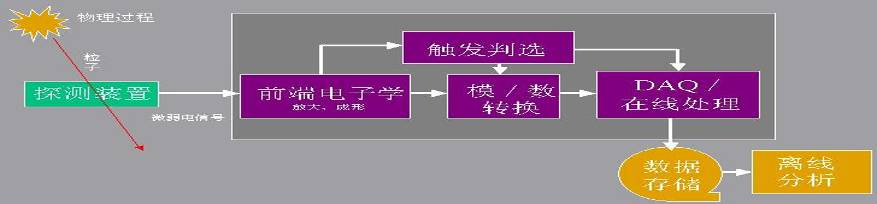 物理过程
粒子
探测装置
微弱电信号
前端电子学
放大、成形
触发判选
模/数
转换
DAQ/
在线处理
数据
存储
离线
分析